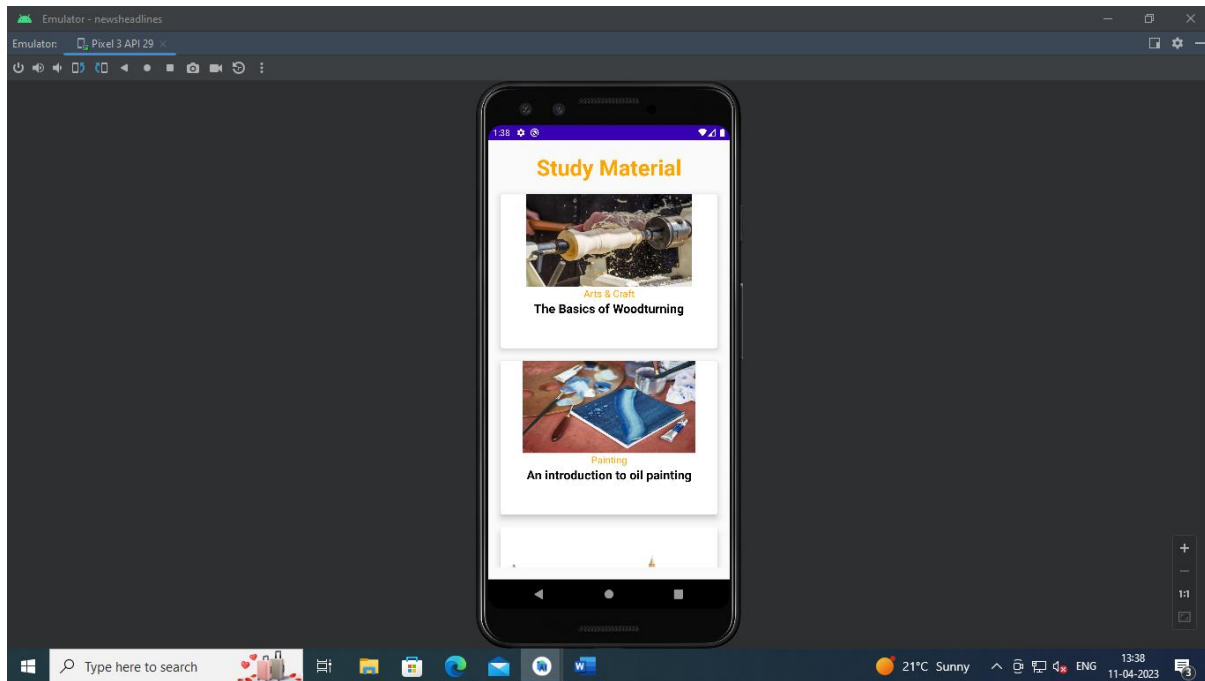 Emulator - newsheadlines
Emulator: Pixel 3 API 29
1:38
Study Material
Arts & Craft
The Basics of Woodturning
Painting
An introduction to oil painting
1:1
Type here to search
21°C Sunny
ENG
13:38
11-04-2023
3